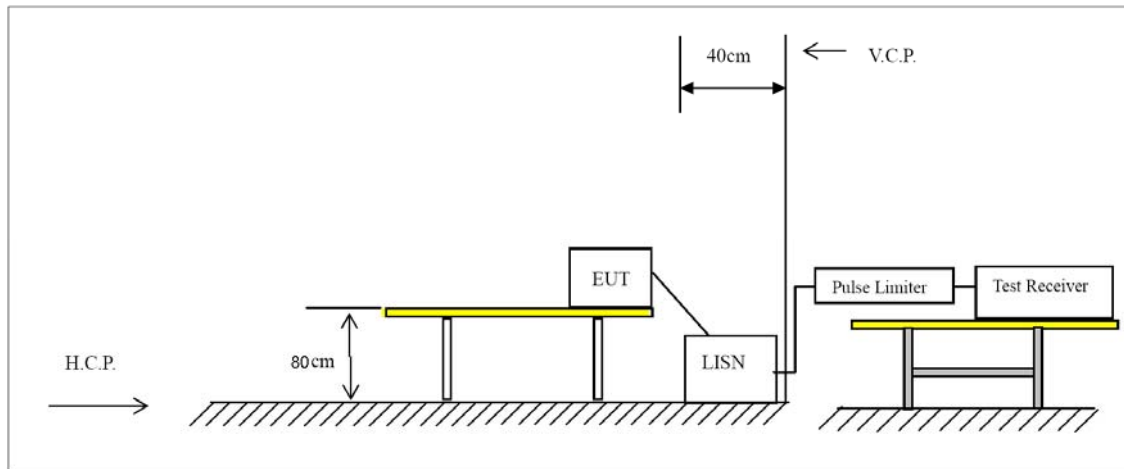 40cm
V.C.P.
EUT
Pulse Limiter
Test Receiver
80cm
H.C.P.
LISN